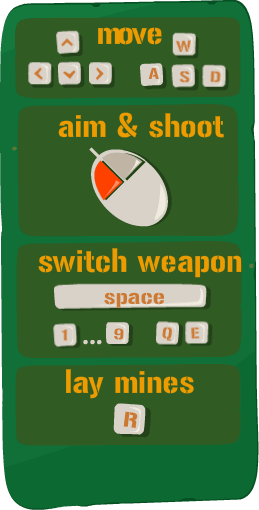 move
W
A S D
aim & shoot
switch weapon
space
1 ... 9 Q E
lay mines
R